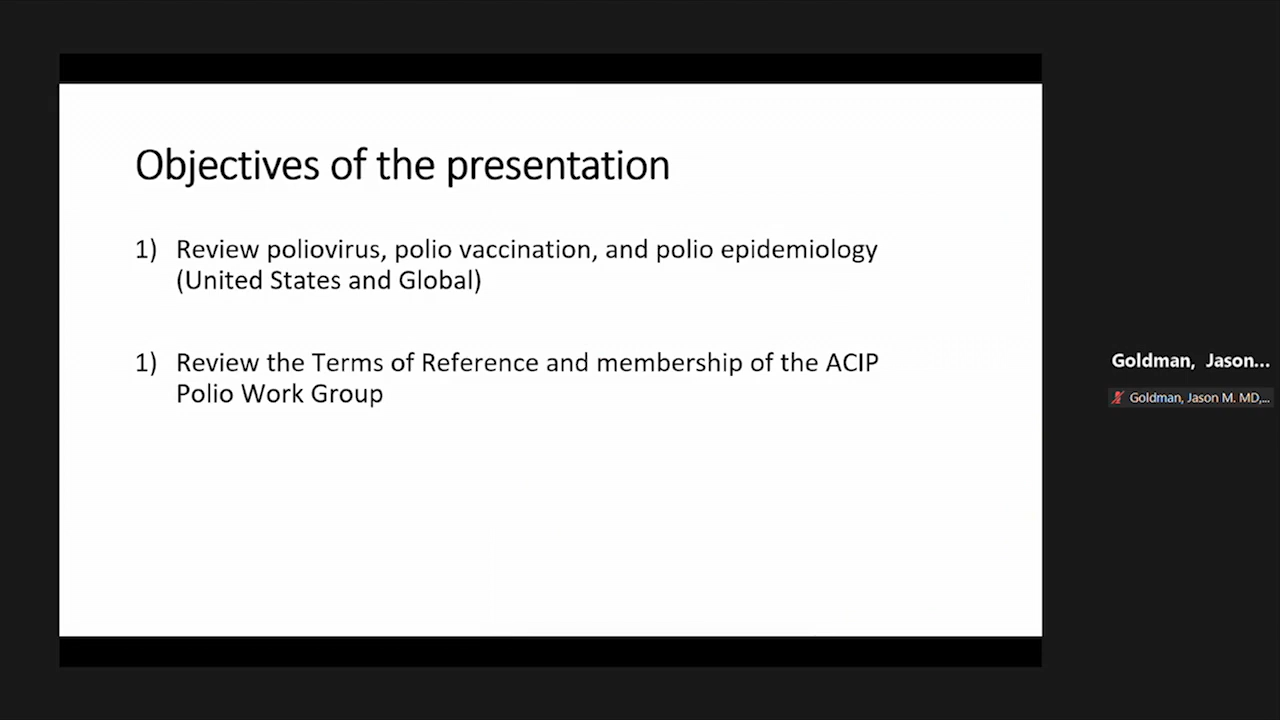 Objectives of the presentation
1) Review poliovirus, polio vaccination, and polio epidemiology
(United States and Global)
1) Review the Terms of Reference and membership of the ACIP
Polio Work Group
Goldman, Jason...
Goldman, Jason M. MD,...